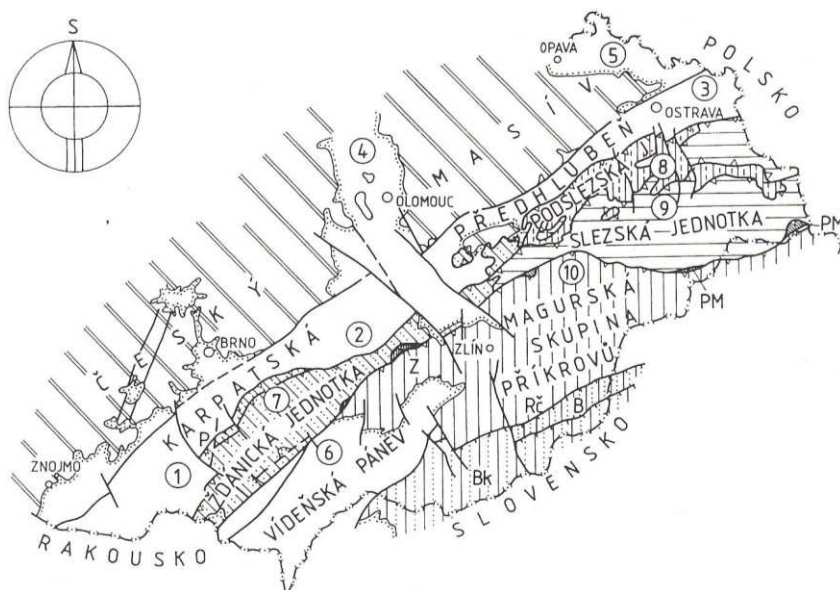 S
OPAVA
5
POLSKO
3
OSTRAVA
ČESKÝ MASÍV
4
OLOMOUC
KARPATSKÁ PŘEDHLUBEŇ
PODSLEZSKÁ J.
8
9
SLEZSKÁ JEDNOTKA
PM
10
PM
MAGURSKÁ
SKUPINA
PŘÍKROVŮ
BRNO
2
ZLÍN
Z
7
P
ŽDÁNICKÁ JEDNOTKA
Rč
B
6
ZNOJMO
1
VÍDEŇSKÁ PÁNEV
Bk
SLOVENSKO
RAKOUSKO